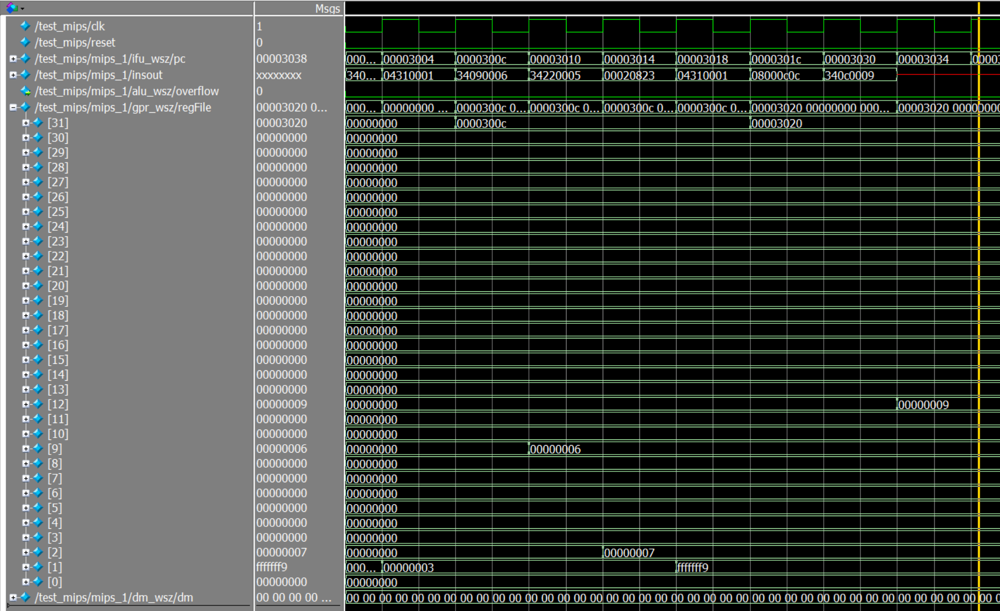 Msgs
/test_mips/clk 1
/test_mips/reset 0
/test_mips/mips_1/ifu_wsz/pc 00003038 000... 00003004 0000300c 00003010 00003014 00003018 0000301c 00003030 00003034
/test_mips/mips_1/insout xxxxxxxx 340... 04310001 34090006 34220005 00020823 04310001 08000c0c 340c0009
/test_mips/mips_1/alu_wsz/overflow 0
/test_mips/mips_1/gpr_wsz/regFile 00003020 0... 000... 00000000 ... 0000300c 0... 0000300c 0... 0000300c 0... 0000300c 0... 00003020 00000000 000... 00003020 00000000
[31] 00003020 00000000 0000300c 00003020
[30] 00000000 00000000
[29] 00000000 00000000
[28] 00000000 00000000
[27] 00000000 00000000
[26] 00000000 00000000
[25] 00000000 00000000
[24] 00000000 00000000
[23] 00000000 00000000
[22] 00000000 00000000
[21] 00000000 00000000
[20] 00000000 00000000
[19] 00000000 00000000
[18] 00000000 00000000
[17] 00000000 00000000
[16] 00000000 00000000
[15] 00000000 00000000
[14] 00000000 00000000
[13] 00000000 00000000
[12] 00000009 00000000 00000009
[11] 00000000 00000000
[10] 00000000 00000000
[9] 00000006 00000000 00000006
[8] 00000000 00000000
[7] 00000000 00000000
[6] 00000000 00000000
[5] 00000000 00000000
[4] 00000000 00000000
[3] 00000000 00000000
[2] 00000007 00000000 00000007
[1] fffffff9 000... 00000003 fffffff9
[0] 00000000 00000000
/test_mips/mips_1/dm_wsz/dm 00 00 00 00 ... 00 00 00 00 00 00 00 00 00 00 00 00 00 00 00 00 00 00 00 00 00 00 00 00 00 00 00 00 00 00 00 00 00 00 00 00 00 00 00 00